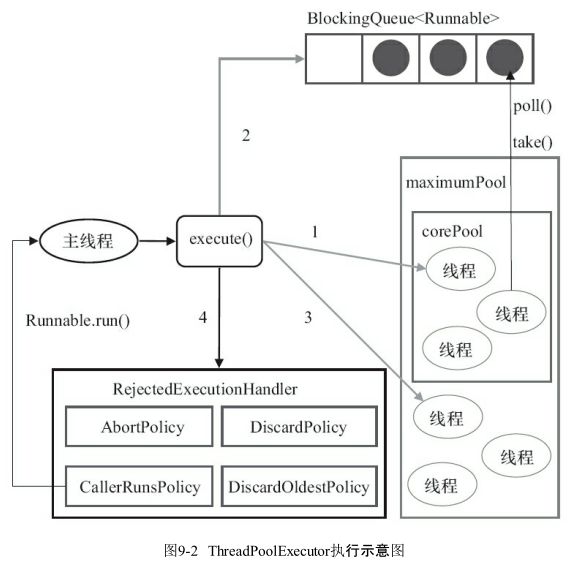 BlockingQueue<Runnable>
poll()
2
take()
maximumPool
主线程
execute()
1
corePool
线程
线程
Runnable.run()
4
3
线程
RejectedExecutionHandler
AbortPolicy
DiscardPolicy
线程
线程
CallerRunsPolicy
DiscardOldestPolicy
线程
图9-2 ThreadPoolExecutor执行示意图